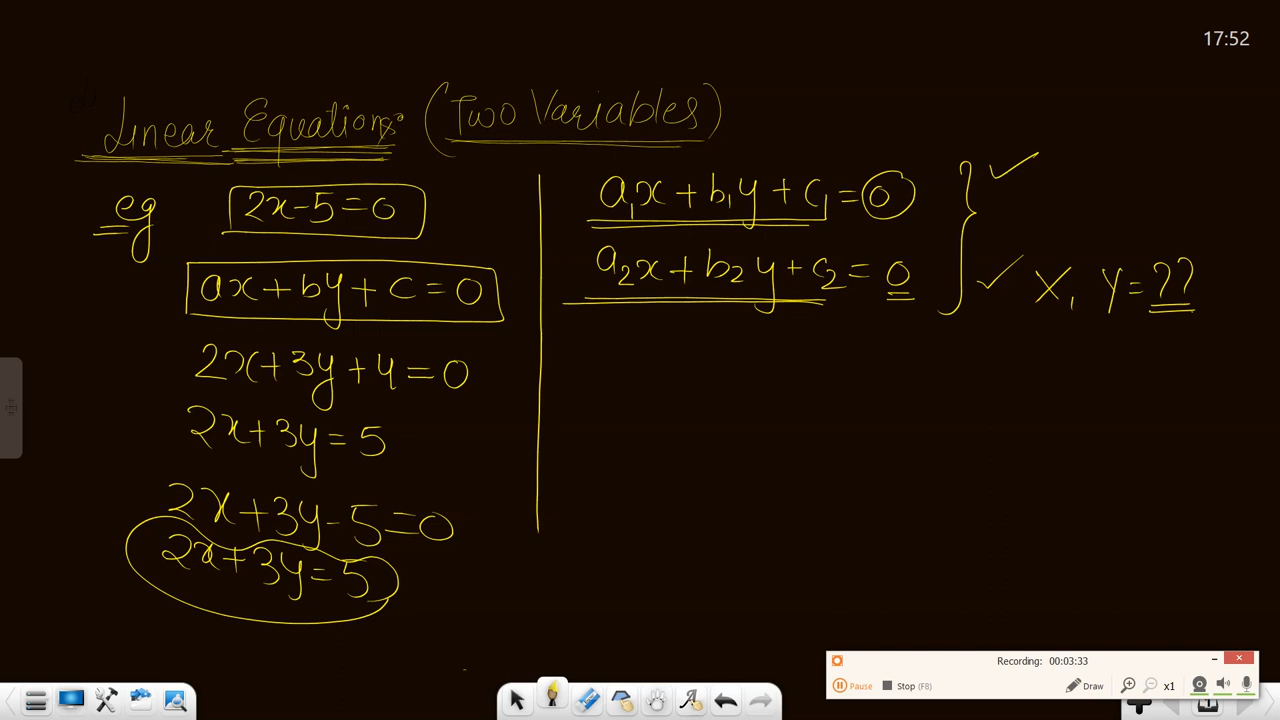 17:52
Linear Equations (Two Variables)
eg 2x-5=0
ax+by+c=0
2x+3y+4=0
2x+3y=5
2x+3y-5=0
2x+3y=5
a₁x+b₁y+c₁=0
a₂x+b₂y+c₂=0
x, y=??
Recording: 00:03:33
Pause Stop (F8) Draw x1